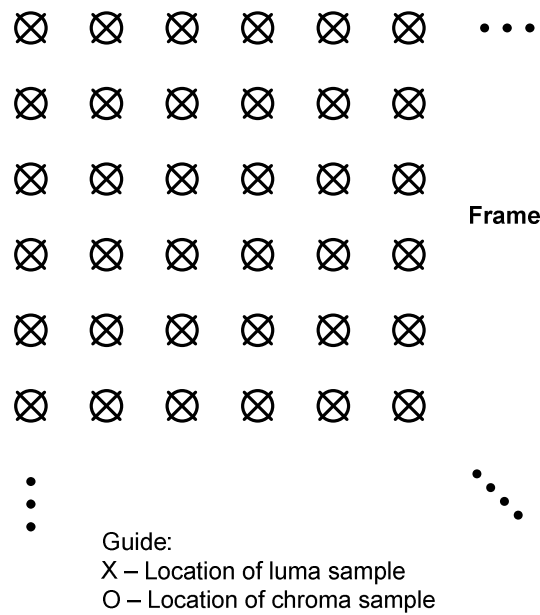 Frame
Guide:
X – Location of luma sample
O – Location of chroma sample